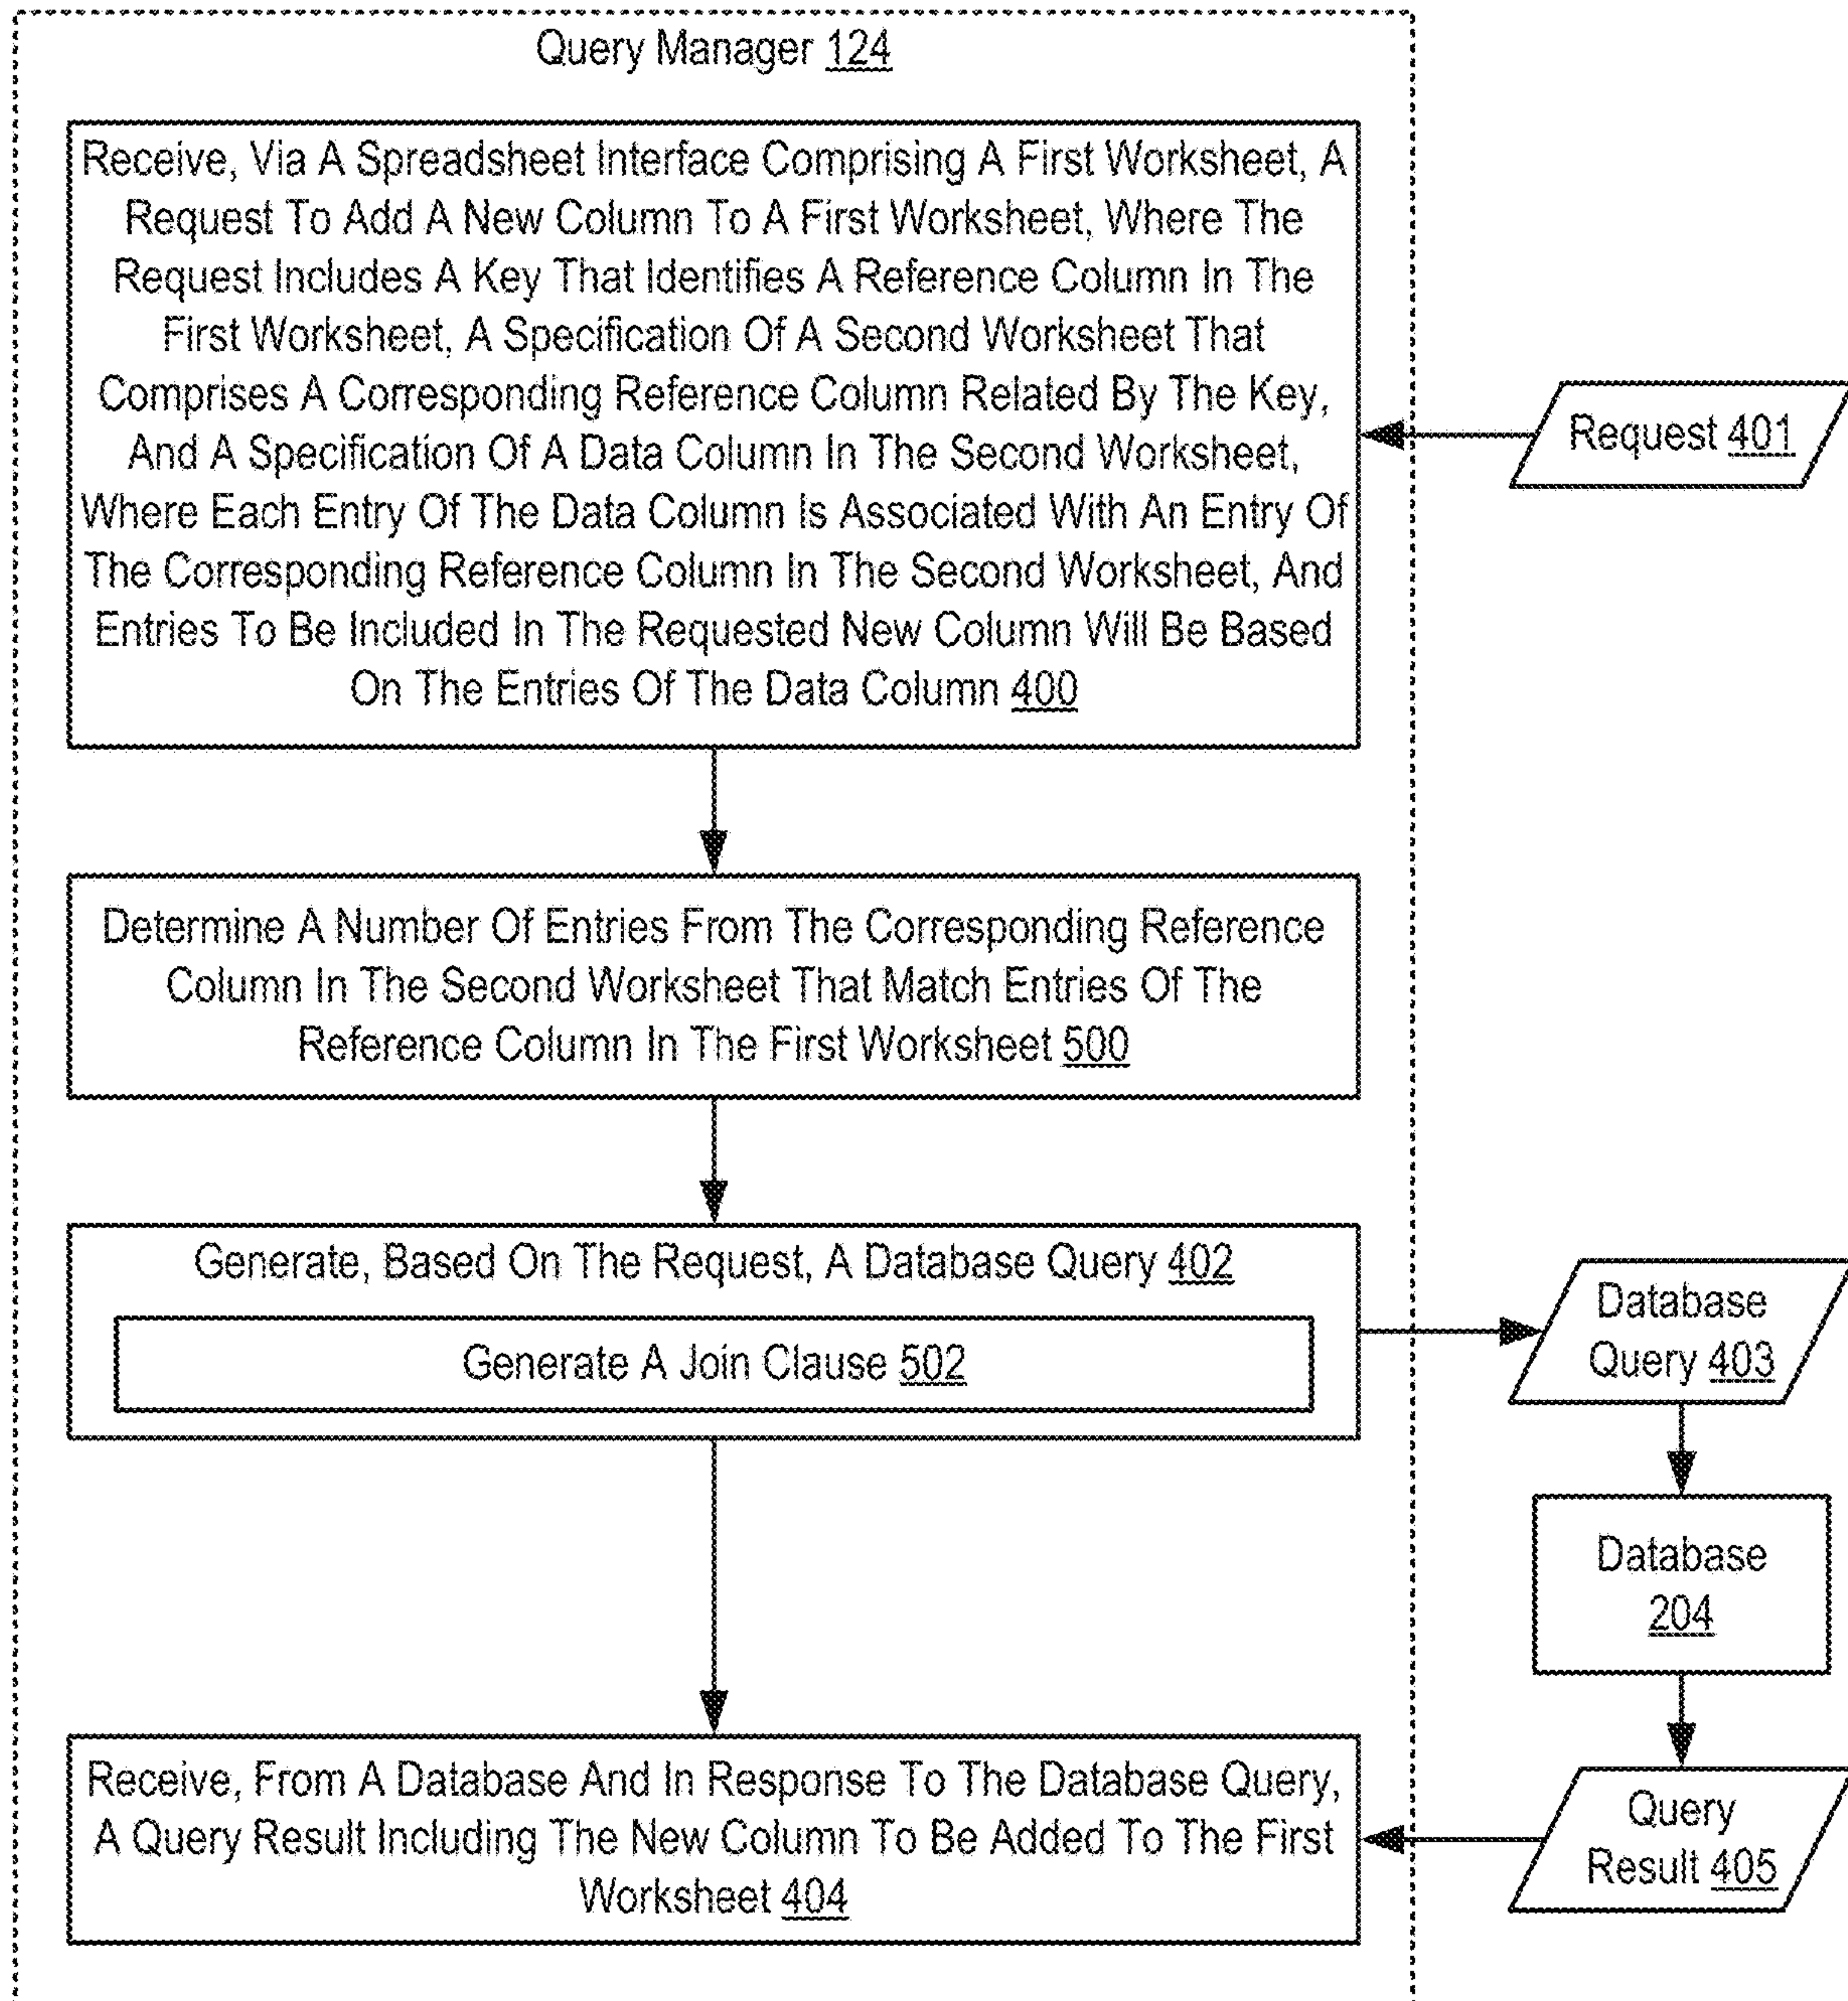 Query Manager 124
Receive, Via A Spreadsheet Interface Comprising A First Worksheet, A
Request To Add A New Column To A First Worksheet, Where The
Request Includes A Key That Identifies A Reference Column In The
First Worksheet, A Specification Of A Second Worksheet That
Comprises A Corresponding Reference Column Related By The Key,
And A Specification Of A Data Column In The Second Worksheet,
Where Each Entry Of The Data Column Is Associated With An Entry Of
The Corresponding Reference Column In The Second Worksheet, And
Entries To Be Included In The Requested New Column Will Be Based
On The Entries Of The Data Column 400
Request 401
Determine A Number Of Entries From The Corresponding Reference
Column In The Second Worksheet That Match Entries Of The
Reference Column In The First Worksheet 500
Generate, Based On The Request, A Database Query 402
Generate A Join Clause 502
Database
Query 403
Database
204
Receive, From A Database And In Response To The Database Query,
A Query Result Including The New Column To Be Added To The First
Worksheet 404
Query
Result 405